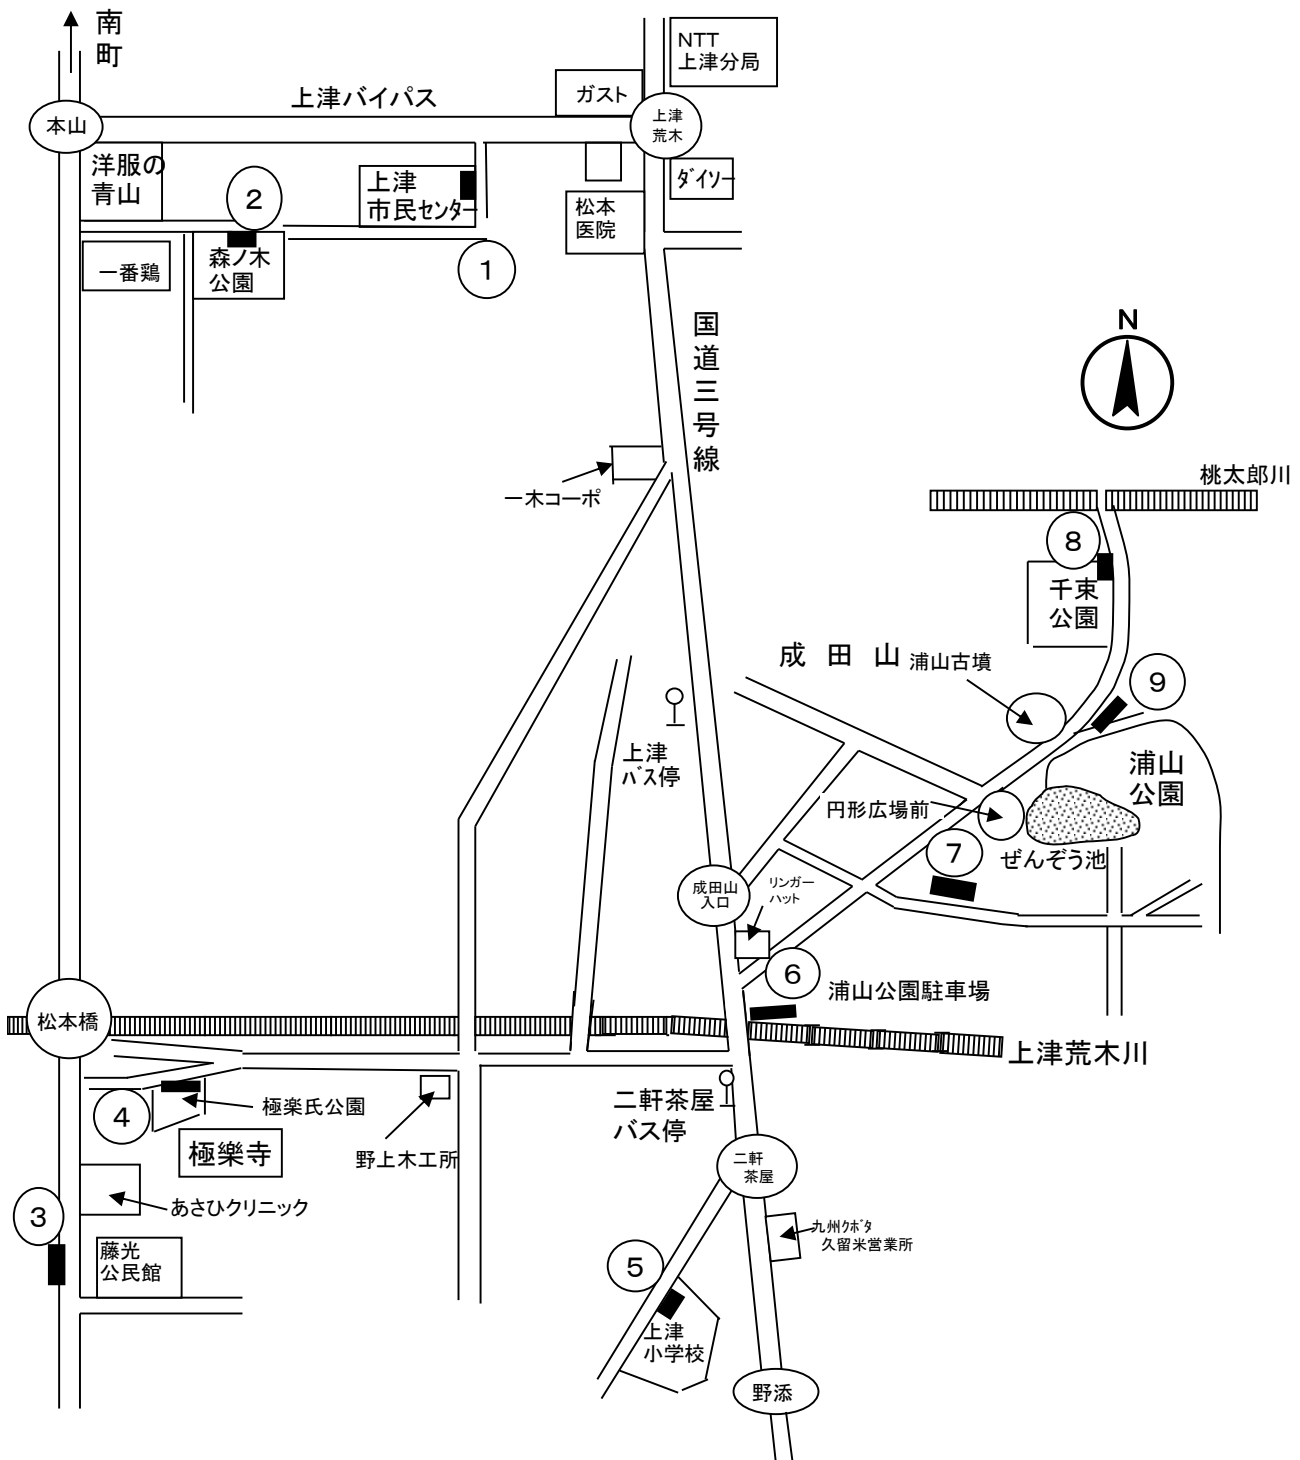 南
町
NTT
上津分局
上津バイパス
ガスト
本山
上津
荒木
洋服の
青山
2
上津
市民センター
ダイソー
松本
医院
一番鶏
森ノ木
公園
1
国
道
三
号
線
N
桃太郎川
一木コーポ
8
千束
公園
成田山
浦山古墳
9
上津
バス停
浦山
公園
円形広場前
7
ぜんぞう池
成田山
入口
リンガー
ハット
6
浦山公園駐車場
松本橋
上津荒木川
4
極楽氏公園
二軒茶屋
バス停
極樂寺
野上木工所
二軒
茶屋
3
あさひクリニック
九州クボタ
久留米営業所
藤光
公民館
5
上津
小学校
野添